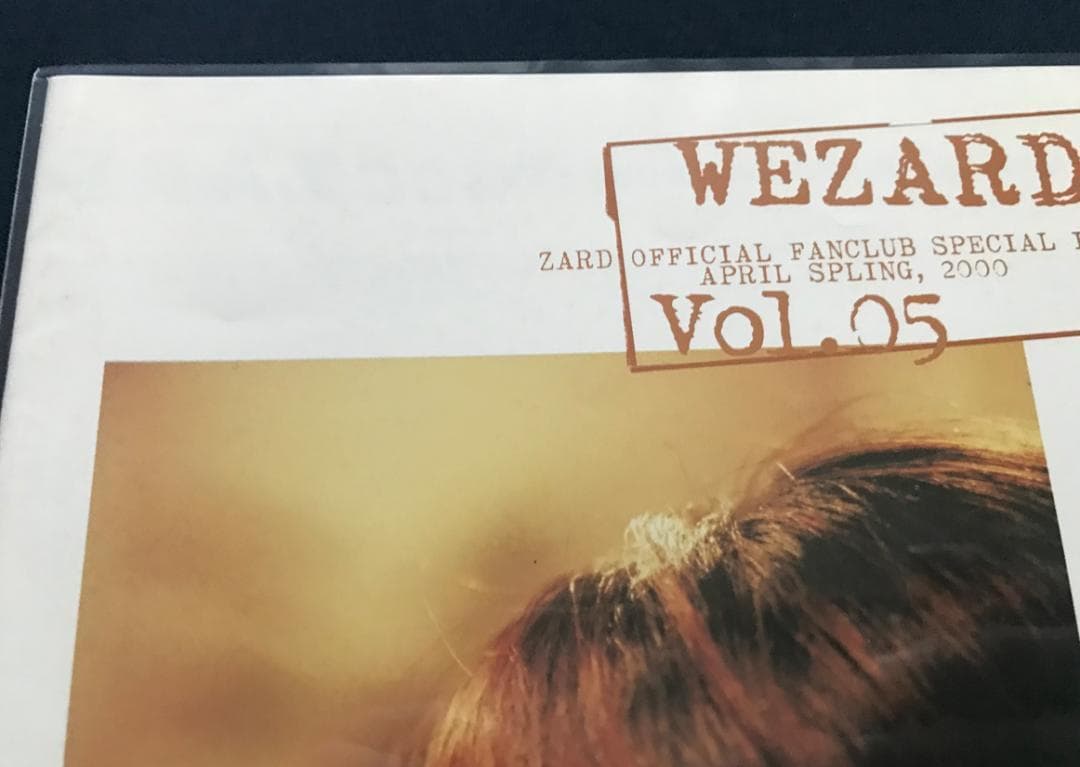 WEZARD
ZARD OFFICIAL FANCLUB SPECIAL
APRIL SPLING, 2000
Vol.05